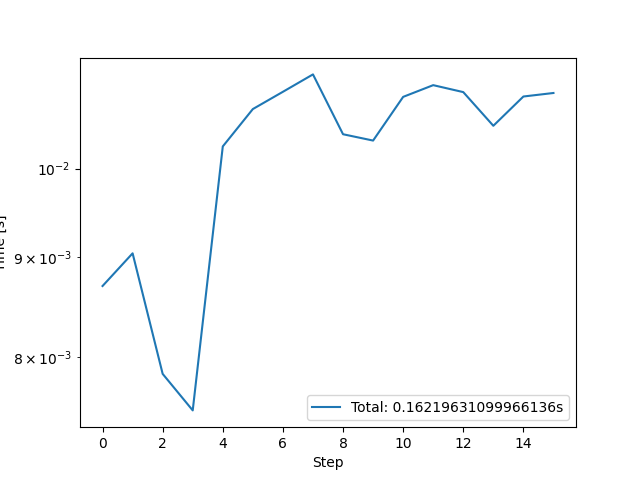 10⁻²
9 × 10⁻³
8 × 10⁻³
Time [s]
Total: 0.16219631099966136s
0 2 4 6 8 10 12 14
Step